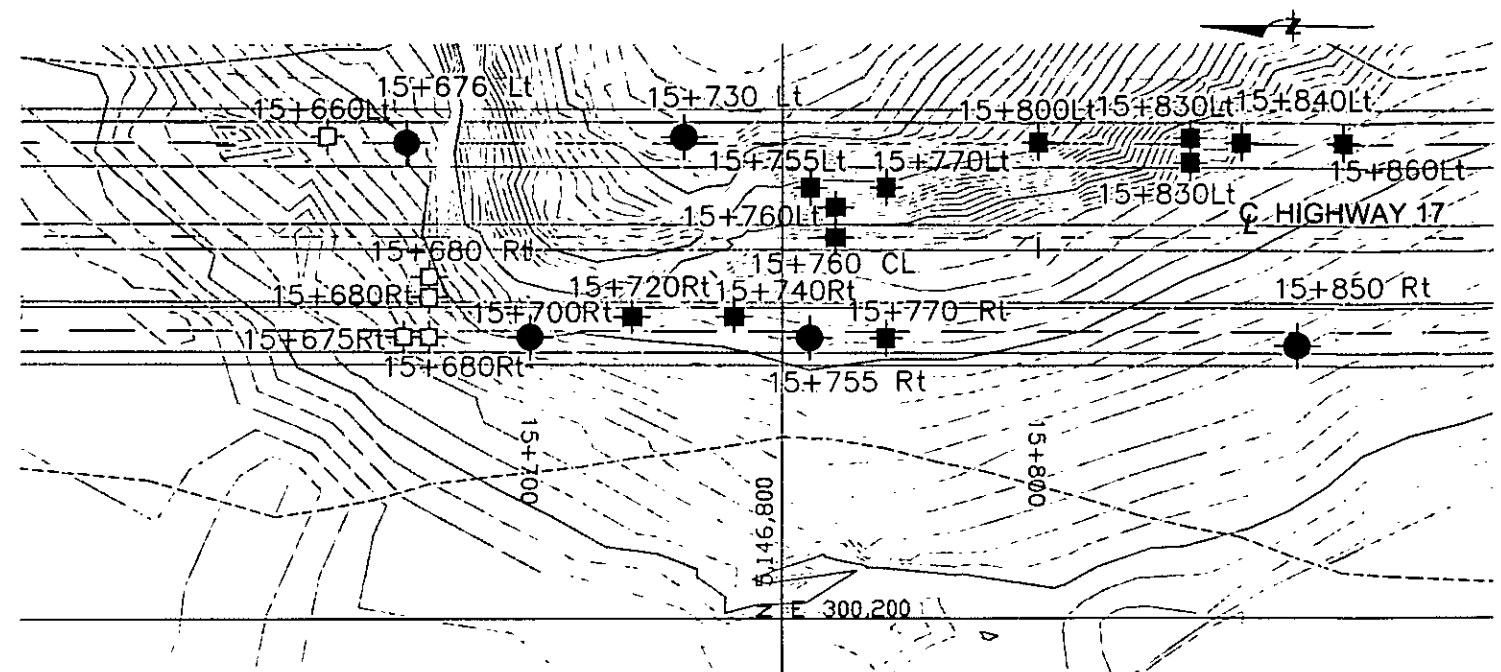 Z
15+676 Lt
15+660Lt
15+730 Lt
15+800Lt
15+830Lt
15+840Lt
15+755Lt
15+770Lt
15+860Lt
15+830Lt
15+760Lt
℄ HIGHWAY 17
15+680 Rt
15+760 CL
15+680Rt
15+720Rt
15+740Rt
15+850 Rt
15+700Rt
15+770 Rt
15+675Rt
15+680Rt
15+755 Rt
15+700
15+800
N 5,146,800
E 300,200